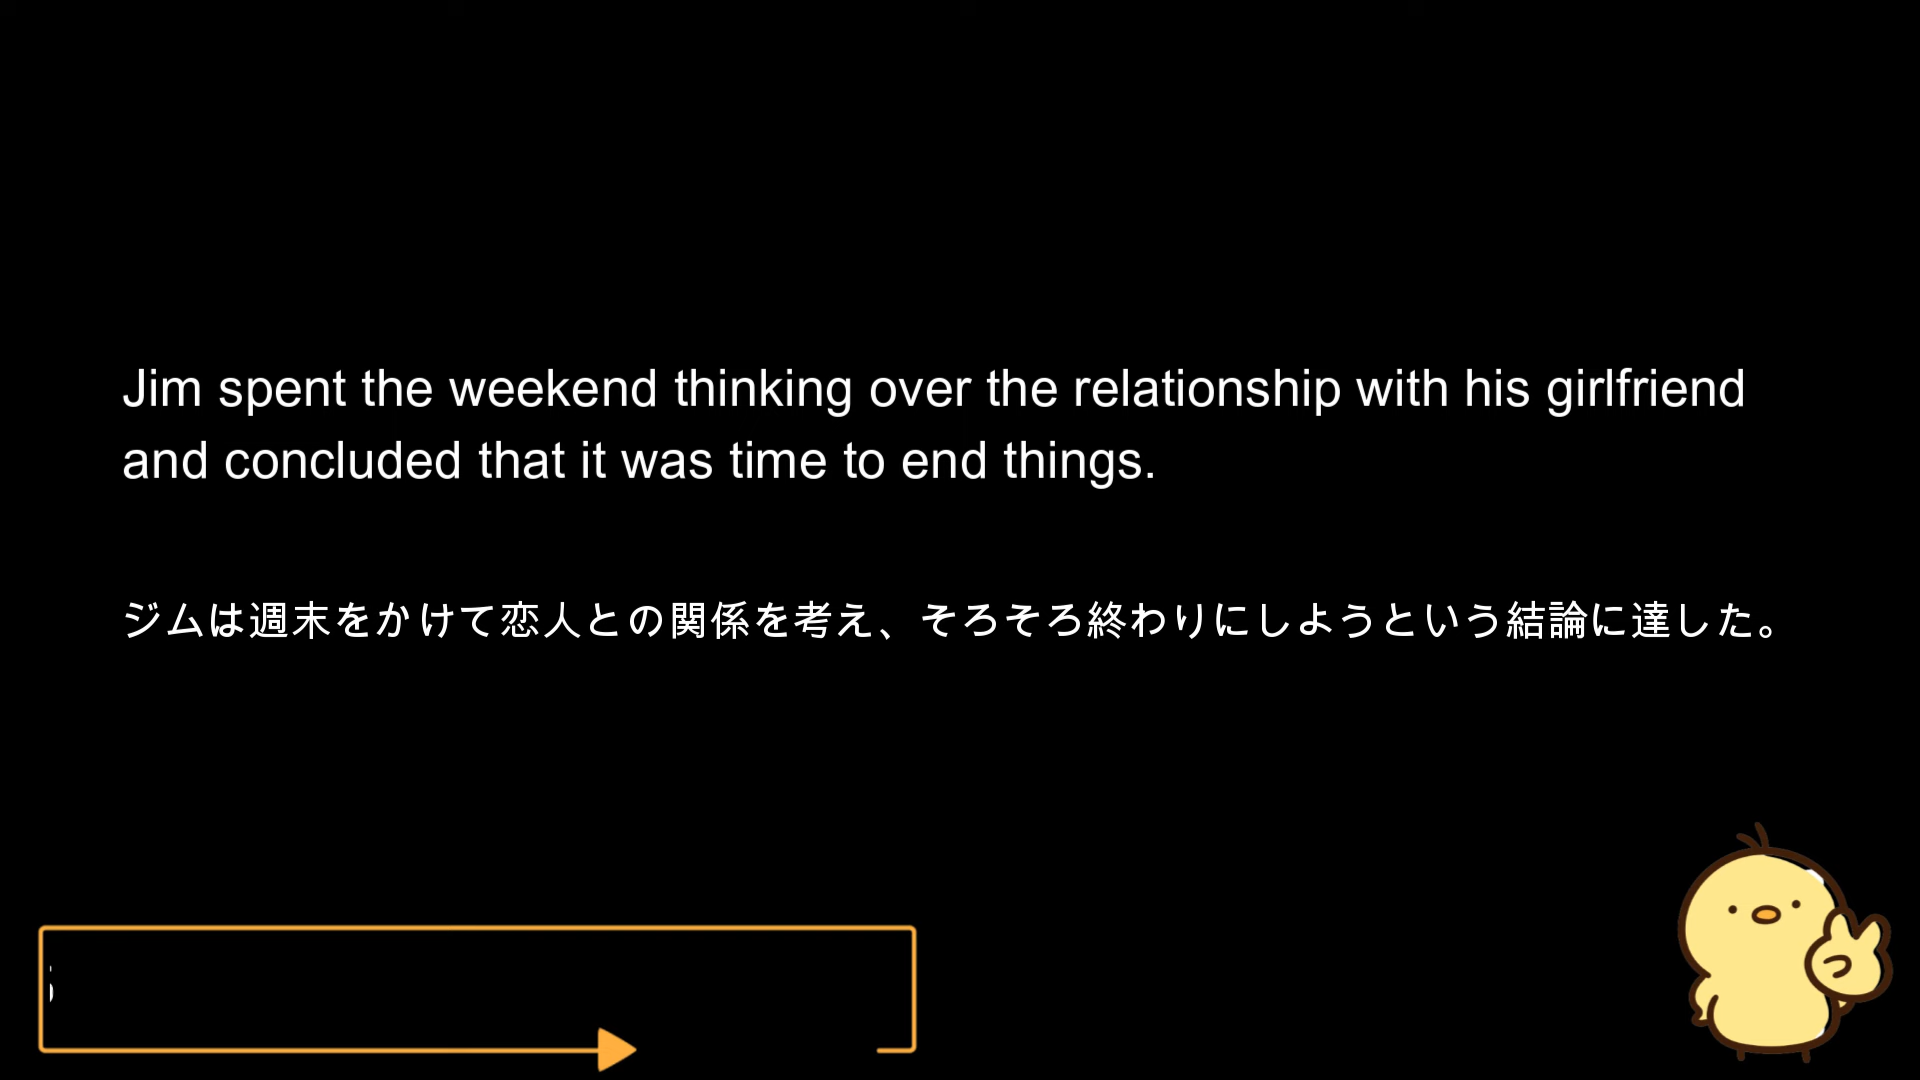 Jim spent the weekend thinking over the relationship with his girlfriend
and concluded that it was time to end things.
ジムは週末をかけて恋人との関係を考え、そろそろ終わりにしようという結論に達した。